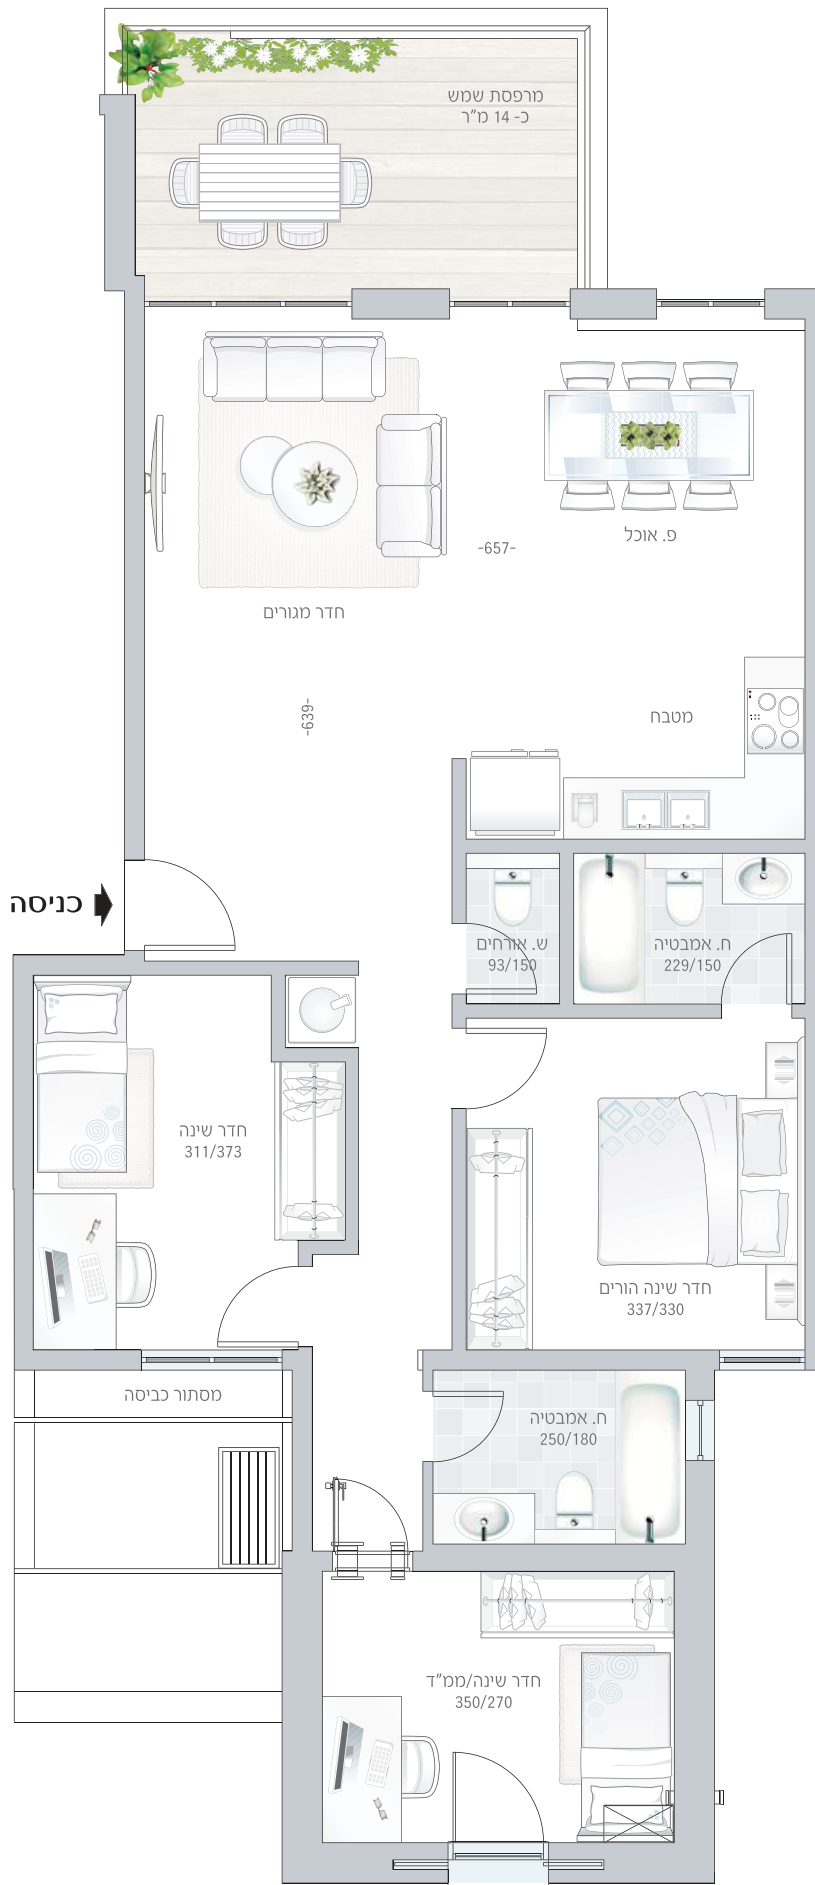 מרפסת שמש
כ- 14 מ"ר
פ. אוכל
-657-
חדר מגורים
-639-
מטבח
כניסה
ש. אורחים
93/150
ח. אמבטיה
229/150
חדר שינה
311/373
חדר שינה הורים
337/330
מסתור כביסה
ח. אמבטיה
250/180
חדר שינה/ממ"ד
350/270